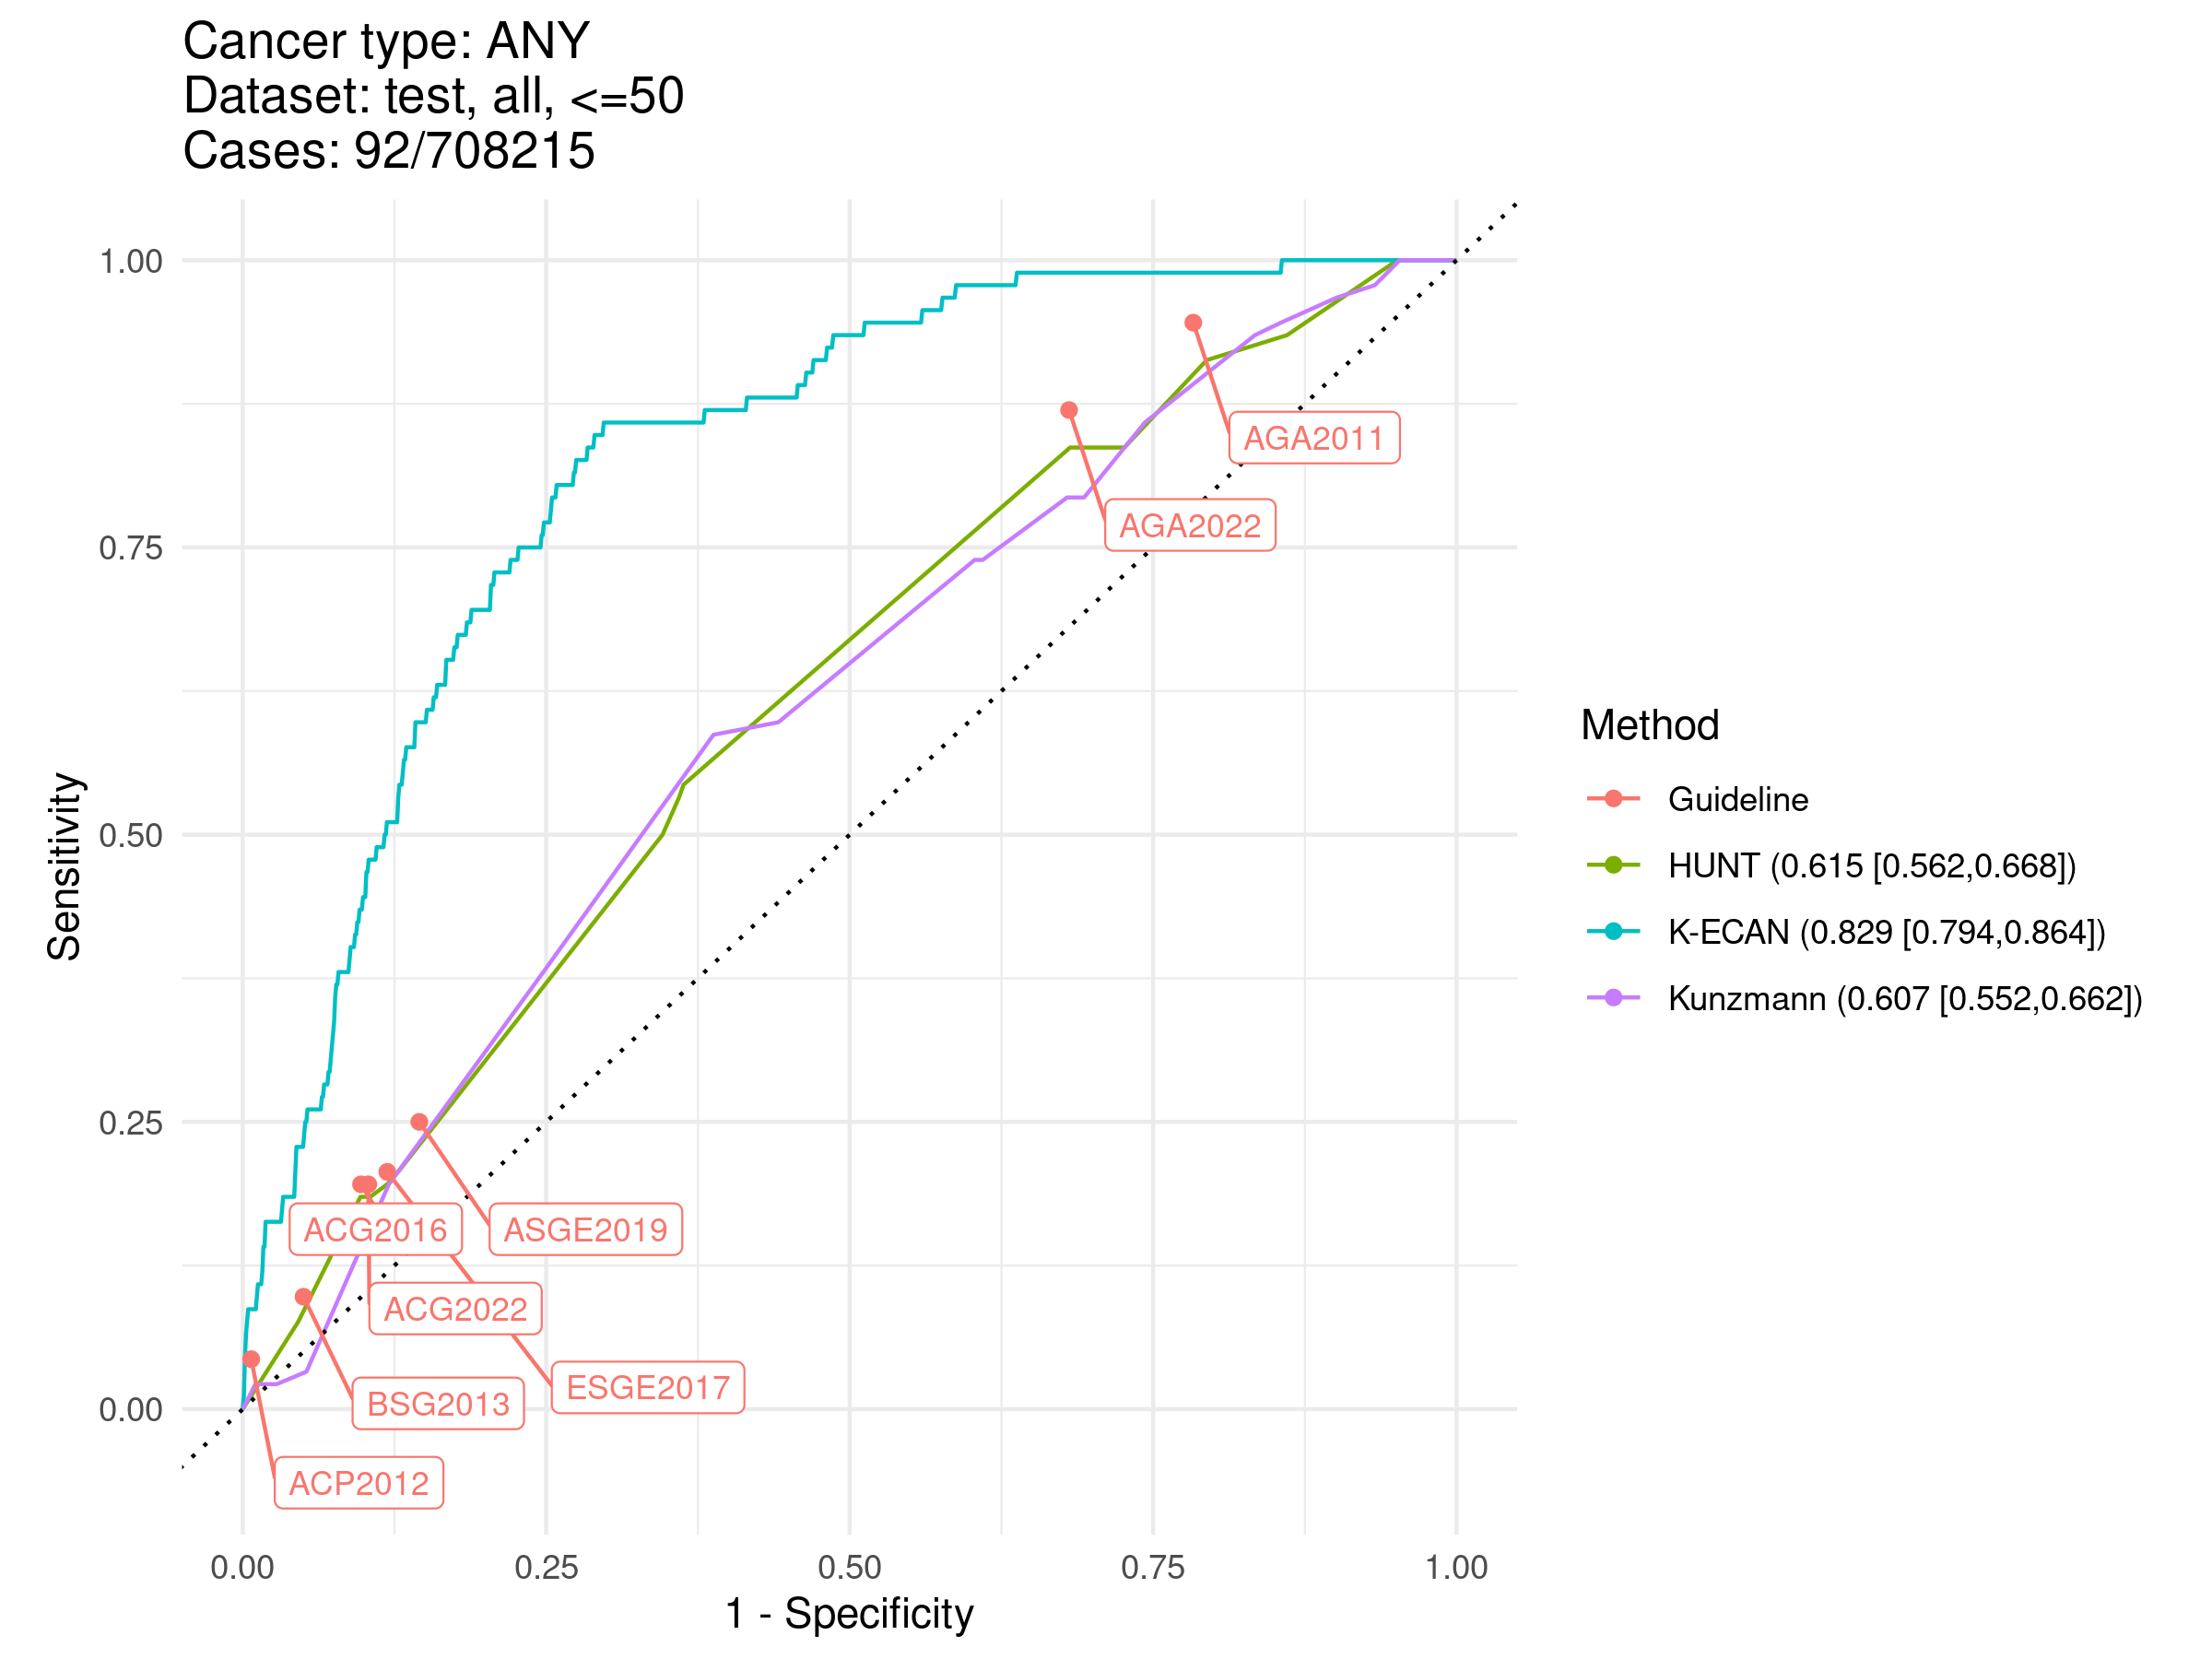 Cancer type: ANY
Dataset: test, all, <=50
Cases: 92/708215
1.00
0.75
0.50
0.25
0.00
Sensitivity
AGA2011
AGA2022
ACG2016
ASGE2019
ACG2022
ESGE2017
BSG2013
ACP2012
0.00
0.25
0.50
0.75
1.00
1 - Specificity
Method
Guideline
HUNT (0.615 [0.562,0.668])
K-ECAN (0.829 [0.794,0.864])
Kunzmann (0.607 [0.552,0.662])